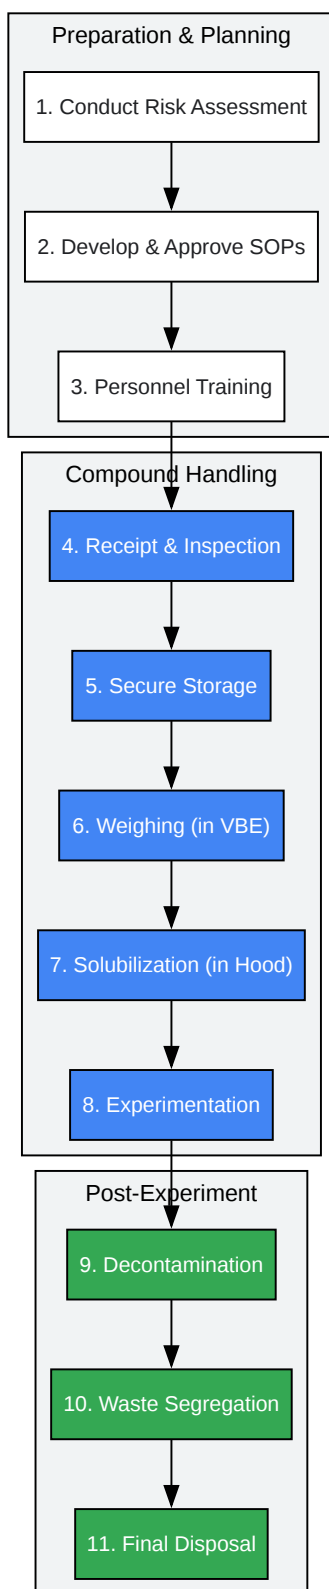 Preparation & Planning
1. Conduct Risk Assessment
2. Develop & Approve SOPs
3. Personnel Training
Compound Handling
4. Receipt & Inspection
5. Secure Storage
6. Weighing (in VBE)
7. Solubilization (in Hood)
8. Experimentation
Post-Experiment
9. Decontamination
10. Waste Segregation
11. Final Disposal